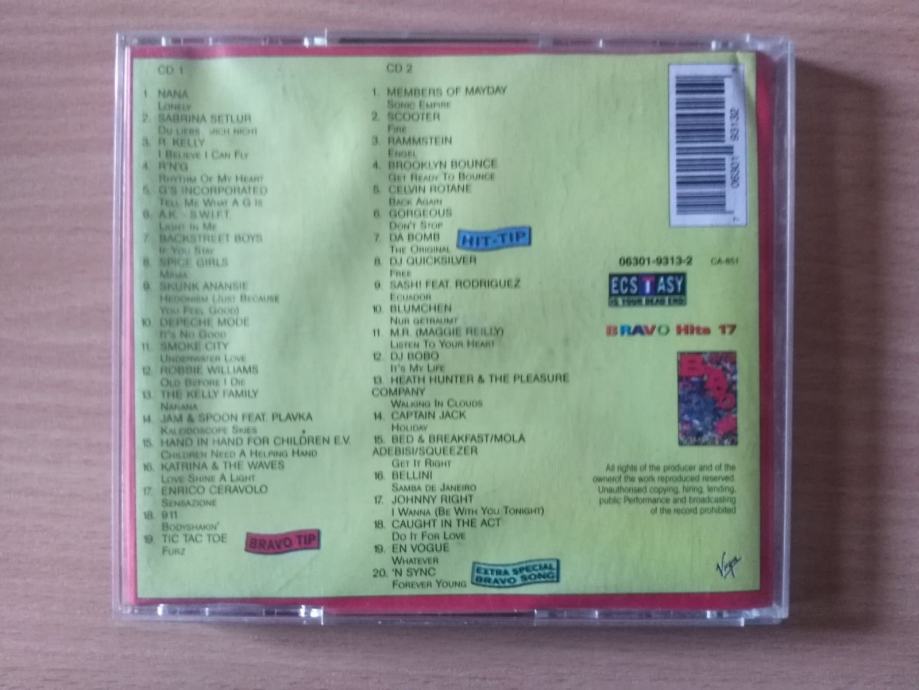 CD 1
1. NANA
LONELY
2. SABRINA SETLUR
DU LIEBS MICH NICHT
3. R. KELLY
I BELIEVE I CAN FLY
4. R'N'G
RHYTHM OF MY HEART
5. G'S INCORPORATED
TELL ME WHAT A G IS
6. A.K.-S.W.I.F.T.
LIGHT IN ME
7. BACKSTREET BOYS
IF YOU STAY
8. SPICE GIRLS
MAMA
9. SKUNK ANANSIE
HEDONISM (JUST BECAUSE
YOU FEEL GOOD)
10. DEPECHE MODE
IT'S NO GOOD
11. SMOKE CITY
UNDERWATER LOVE
12. ROBBIE WILLIAMS
OLD BEFORE I DIE
13. THE KELLY FAMILY
NANANA
14. JAM & SPOON FEAT. PLAVKA
KALEIDOSCOPE SKIES
15. HAND IN HAND FOR CHILDREN E.V.
CHILDREN NEED A HELPING HAND
16. KATRINA & THE WAVES
LOVE SHINE A LIGHT
17. ENRICO CERAVOLO
SENSAZIONE
18. 911
BODYSHAKIN'
19. TIC TAC TOE
FURZ
BRAVO TIP
CD 2
1. MEMBERS OF MAYDAY
SONIC EMPIRE
2. SCOOTER
FIRE
3. RAMMSTEIN
ENGEL
4. BROOKLYN BOUNCE
GET READY TO BOUNCE
5. CELVIN ROTANE
BACK AGAIN
6. GORGEOUS
DON'T STOP
7. DA BOMB
THE ORIGINAL
HIT-TIP
8. DJ QUICKSILVER
FREE
9. SASH! FEAT. RODRIGUEZ
ECUADOR
10. BLUMCHEN
NUR GETRAUMT
11. M.R. (MAGGIE REILLY)
LISTEN TO YOUR HEART
12. DJ BOBO
IT'S MY LIFE
13. HEATH HUNTER & THE PLEASURE
COMPANY
WALKING IN CLOUDS
14. CAPTAIN JACK
HOLIDAY
15. BED & BREAKFAST/MOLA
ADEBISI/SQUEEZER
GET IT RIGHT
16. BELLINI
SAMBA DE JANEIRO
17. JOHNNY RIGHT
I WANNA (BE WITH YOU TONIGHT)
18. CAUGHT IN THE ACT
DO IT FOR LOVE
19. EN VOGUE
WHATEVER
20. 'N SYNC
FOREVER YOUNG
EXTRA SPECIAL
BRAVO SONG
7 06301 93132
06301-9313-2 CA-851
ECSTASY
IS YOUR DEAD END!
BRAVO Hits 17
All rights of the producer and of the
ownerof the work reproduced reserved.
Unauthorised copying, hiring, lending,
public Performance and broadcasting
of the record prohibited
Virgin